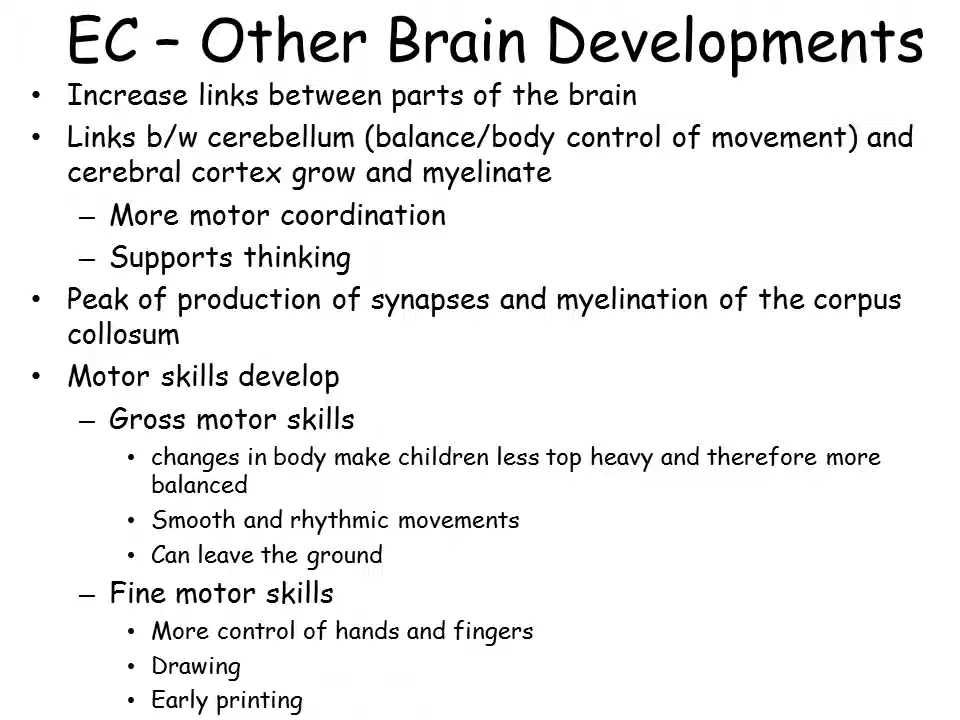 EC – Other Brain Developments
• Increase links between parts of the brain
• Links b/w cerebellum (balance/body control of movement) and
cerebral cortex grow and myelinate
– More motor coordination
– Supports thinking
• Peak of production of synapses and myelination of the corpus
collosum
• Motor skills develop
– Gross motor skills
• changes in body make children less top heavy and therefore more
balanced
• Smooth and rhythmic movements
• Can leave the ground
– Fine motor skills
• More control of hands and fingers
• Drawing
• Early printing